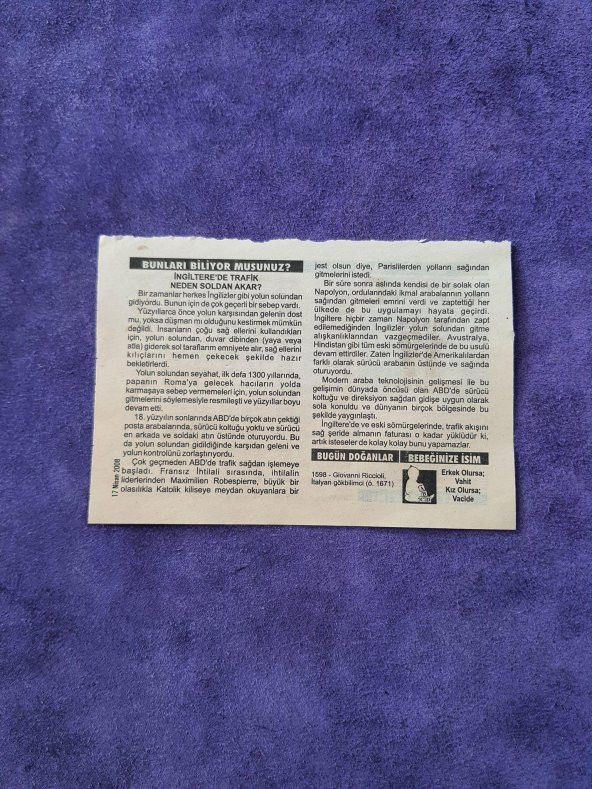 BUNLARI BİLİYOR MUSUNUZ?
İNGİLTERE'DE TRAFİK
NEDEN SOLDAN AKAR?
Bir zamanlar herkes İngilizler gibi yolun solundan
gidiyordu. Bunun için de çok geçerli bir sebep vardı.
Yüzyıllarca önce yolun karşısından gelenin dost
mu, yoksa düşman mı olduğunu kestirmek mümkün
değildi. İnsanların çoğu sağ ellerini kullandıkları
için, yolun solundan, duvar dibinden (yaya veya
atla) giderek sol taraflarını emniyete alır, sağ ellerini
kılıçlarını hemen çekecek şekilde hazır
bekletirlerdi.
Yolun solundan seyahat, ilk defa 1300 yıllarında,
papanın Roma'ya gelecek hacıların yolda
karmaşaya sebep vermemeleri için, yolun solundan
gitmelerini söylemesiyle resmileşti ve yüzyıllar boyu
devam etti.
18. yüzyılın sonlarında ABD'de birçok atın çektiği
posta arabalarında, sürücü koltuğu yoktu ve sürücü
en arkada ve soldaki atın üstünde oturuyordu. Bu
da yolun solundan gidildiğinde karşıdan geleni ve
yolun kontrolünü zorlaştırıyordu.
Çok geçmeden ABD'de trafik sağdan işlemeye
başladı. Fransız İhtilali sırasında, ihtilalin
liderlerinden Maximilien Robespierre, büyük bir
olasılıkla Katolik kiliseye meydan okuyanlara bir
17 Nisan 2008
jest olsun diye, Parislilerden yolların sağından
gitmelerini istedi.
Bir süre sonra aslında kendisi de bir solak olan
Napolyon, ordularındaki ikmal arabalarının yolların
sağından gitmeleri emrini verdi ve zaptettiği her
ülkede de bu uygulamayı hayata geçirdi.
İngiltere hiçbir zaman Napolyon tarafından zapt
edilemediğinden İngilizler yolun solundan gitme
alışkanlıklarından vazgeçmediler. Avustralya,
Hindistan gibi tüm eski sömürgelerinde de bu usulü
devam ettirdiler. Zaten İngilizler'de Amerikalılardan
farklı olarak sürücü arabanın üstünde ve sağında
oturuyordu.
Modern araba teknolojisinin gelişmesi ile bu
gelişimin dünyada öncüsü olan ABD'de sürücü
koltuğu ve direksiyon sağdan gidişe uygun olarak
sola konuldu ve dünyanın birçok bölgesinde bu
şekilde yaygınlaştı.
İngiltere'de ve eski sömürgelerinde, trafik akışını
sağ şeride almanın faturası o kadar yüklüdür ki,
artık isteseler de kolay kolay bunu yapamazlar.
BUGÜN DOĞANLAR
1598 - Giovanni Riccioli,
İtalyan gökbilimci (ö. 1671)
BEBEĞİNİZE İSİM
Erkek Olursa;
Vahit
Kız Olursa;
Vacide